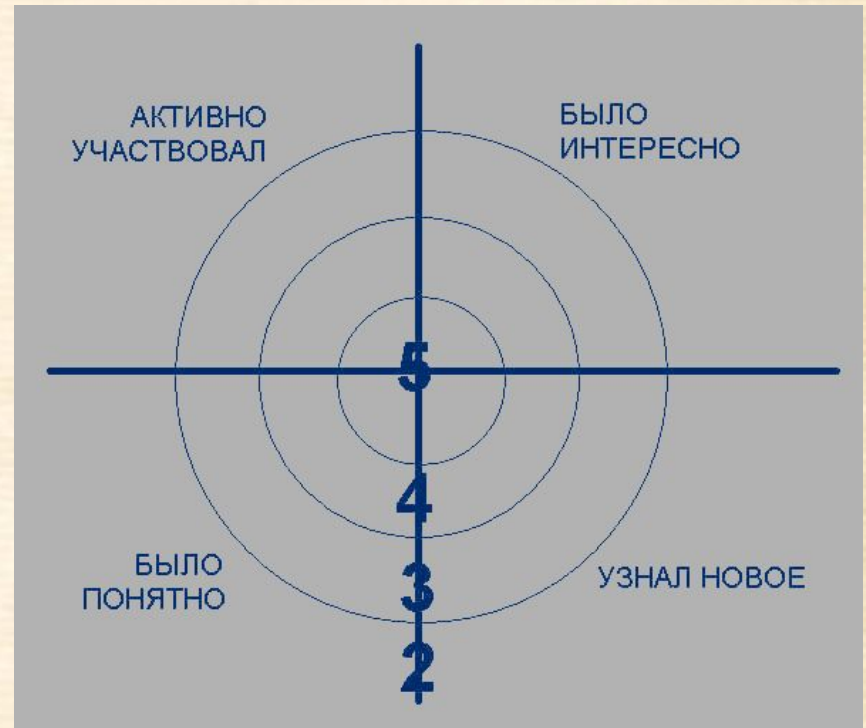 АКТИВНО
УЧАСТВОВАЛ
БЫЛО
ИНТЕРЕСНО
5
4
3
2
БЫЛО
ПОНЯТНО
УЗНАЛ НОВОЕ